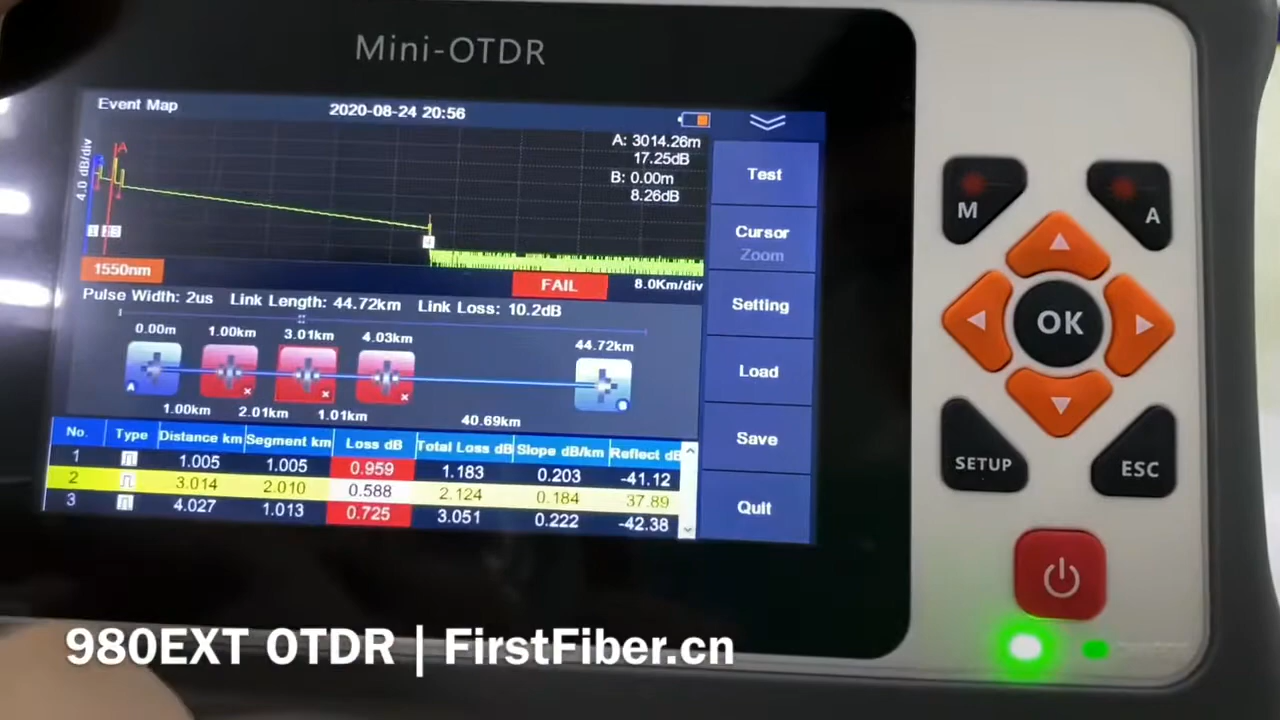 Mini-OTDR
Event Map
2020-08-24 20:56
A: 3014.26m
17.25dB
B: 0.00m
8.26dB
4.0 dB/div
A
4
1550nm
FAIL
8.0Km/div
Pulse Width: 2us Link Length: 44.72km Link Loss: 10.2dB
0.00m 1.00km 3.01km 4.03km 44.72km
A
1.00km 2.01km 1.01km 40.69km
No. Type Distance km Segment km Loss dB Total Loss dB Slope dB/km Reflect dB
1 1.005 1.005 0.959 1.183 0.203 -41.12
2 3.014 2.010 0.588 2.124 0.184 37.89
3 4.027 1.013 0.725 3.051 0.222 -42.38
Test
Cursor
Zoom
Setting
Load
Save
Quit
M
A
OK
SETUP
ESC
980EXT OTDR | FirstFiber.cn